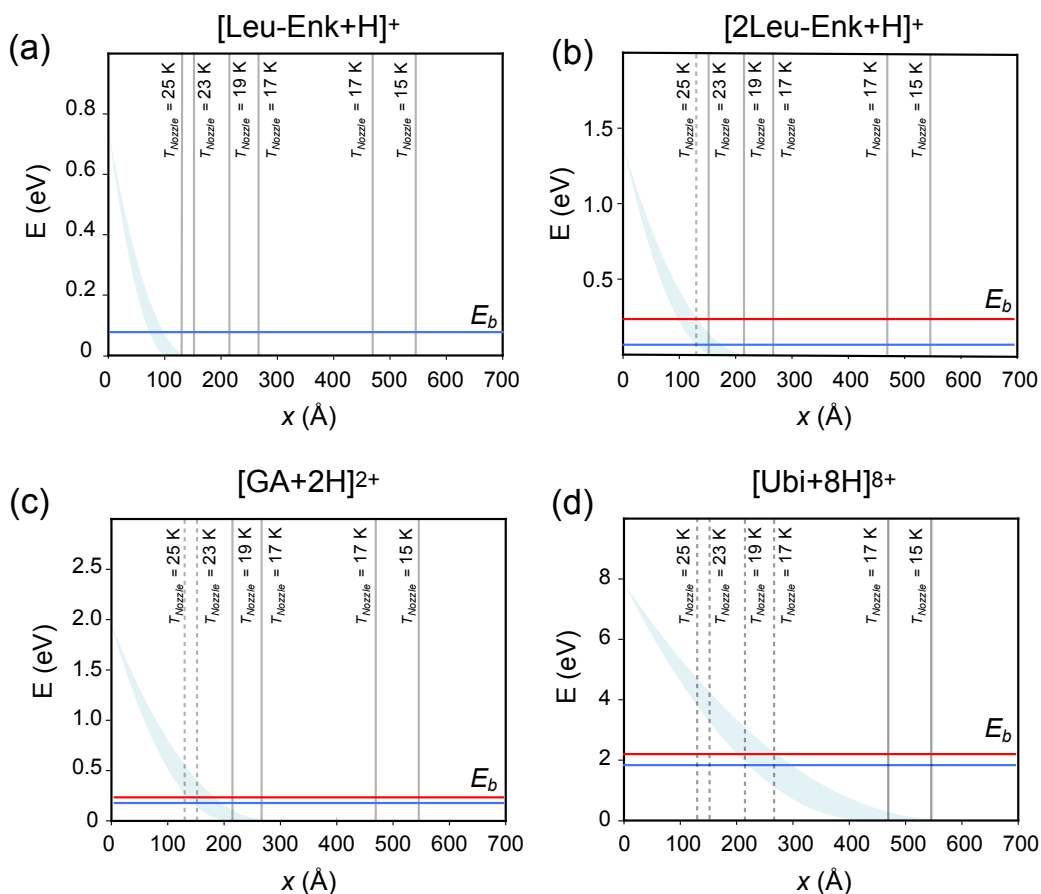 (a)
[Leu-Enk+H]+
E (eV)
0.8
0.6
0.4
0.2
0
T_Nozzle = 25 K
T_Nozzle = 23 K
T_Nozzle = 19 K
T_Nozzle = 17 K
T_Nozzle = 17 K
T_Nozzle = 15 K
E_b
0 100 200 300 400 500 600 700
x (Å)
(b)
[2Leu-Enk+H]+
E (eV)
1.5
1.0
0.5
T_Nozzle = 25 K
T_Nozzle = 23 K
T_Nozzle = 19 K
T_Nozzle = 17 K
T_Nozzle = 17 K
T_Nozzle = 15 K
E_b
0 100 200 300 400 500 600 700
x (Å)
(c)
[GA+2H]2+
E (eV)
2.5
2.0
1.5
1.0
0.5
0
T_Nozzle = 25 K
T_Nozzle = 23 K
T_Nozzle = 19 K
T_Nozzle = 17 K
T_Nozzle = 17 K
T_Nozzle = 15 K
E_b
0 100 200 300 400 500 600 700
x (Å)
(d)
[Ubi+8H]8+
E (eV)
8
6
4
2
0
T_Nozzle = 25 K
T_Nozzle = 23 K
T_Nozzle = 19 K
T_Nozzle = 17 K
T_Nozzle = 17 K
T_Nozzle = 15 K
E_b
0 100 200 300 400 500 600 700
x (Å)